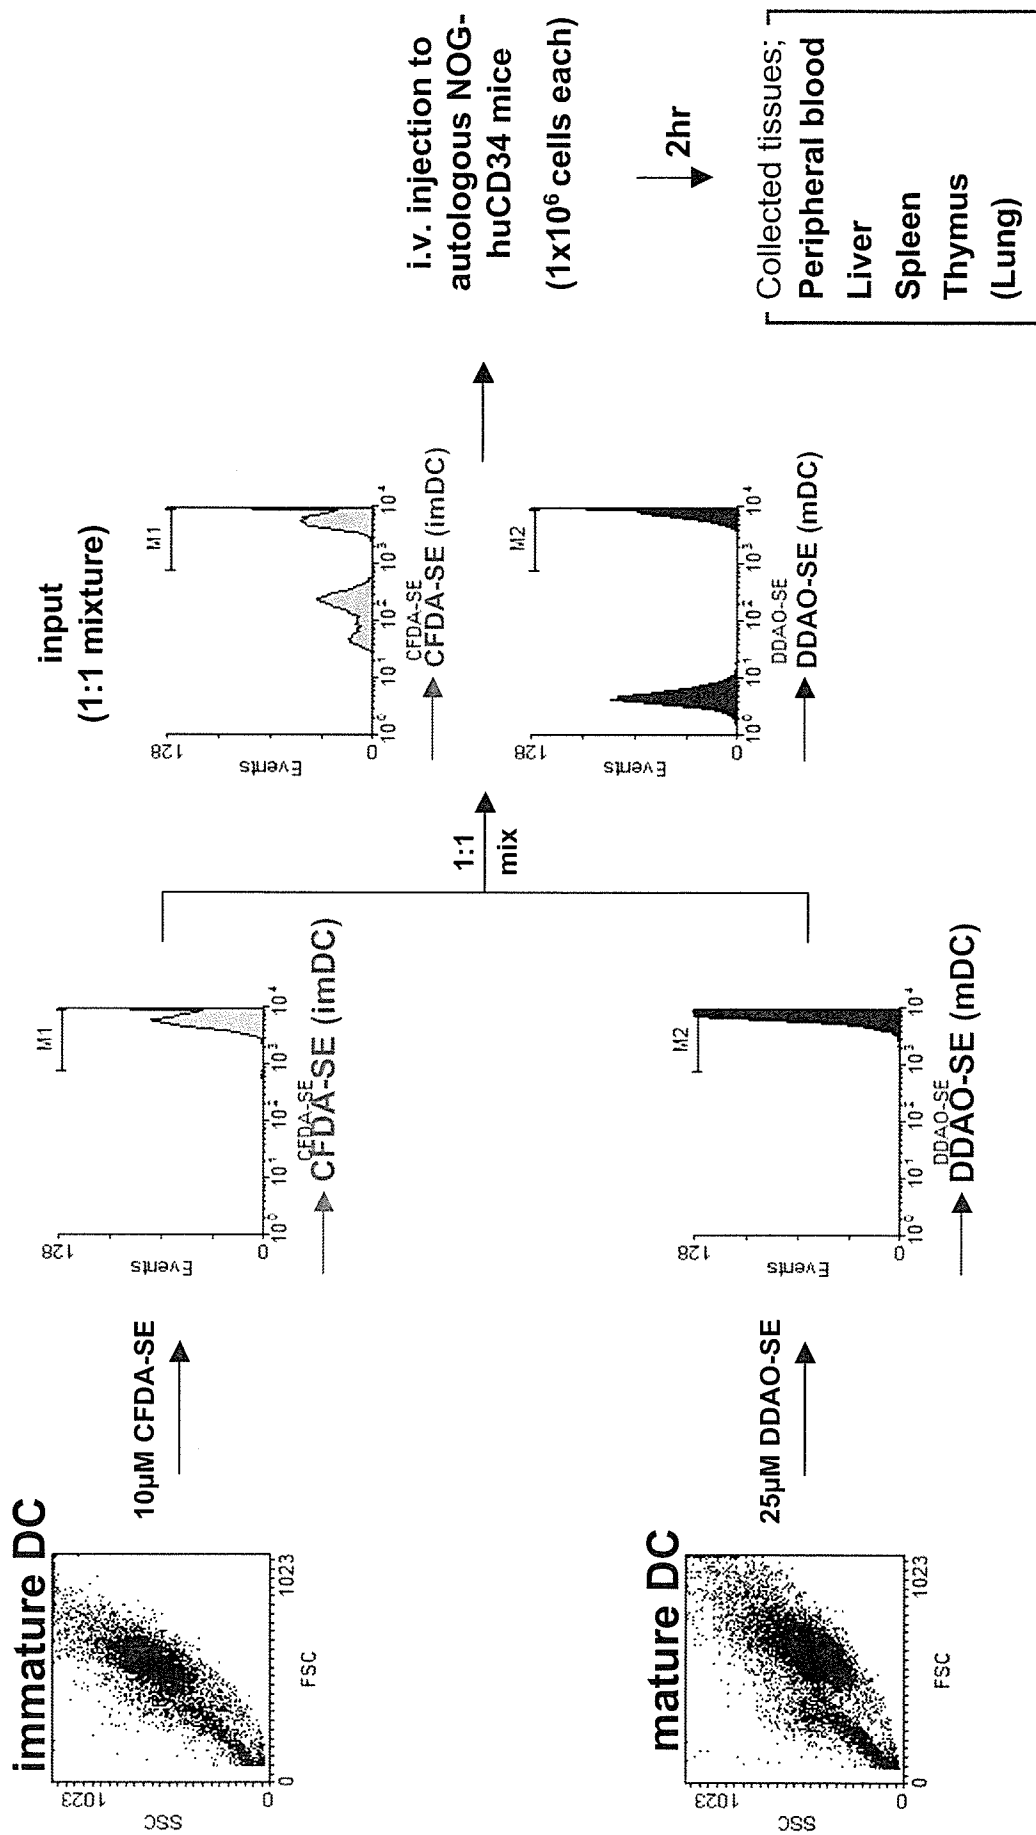 immature DC
SSC
1023
0
0
1023
FSC
10µM CFDA-SE
Events
128
0
M1
10⁰ 10¹ 10² 10³ 10⁴
CFDA-SE
CFDA-SE (imDC)
mature DC
SSC
1023
0
0
1023
FSC
25µM DDAO-SE
Events
128
0
M2
10⁰ 10¹ 10² 10³ 10⁴
DDAO-SE
DDAO-SE (mDC)
1:1
mix
input
(1:1 mixture)
Events
128
0
M1
10⁰ 10¹ 10² 10³ 10⁴
CFDA-SE
CFDA-SE (imDC)
Events
128
0
M2
10⁰ 10¹ 10² 10³ 10⁴
DDAO-SE
DDAO-SE (mDC)
i.v. injection to
autologous NOG-
huCD34 mice
(1x10⁶ cells each)
2hr
Collected tissues;
Peripheral blood
Liver
Spleen
Thymus
(Lung)